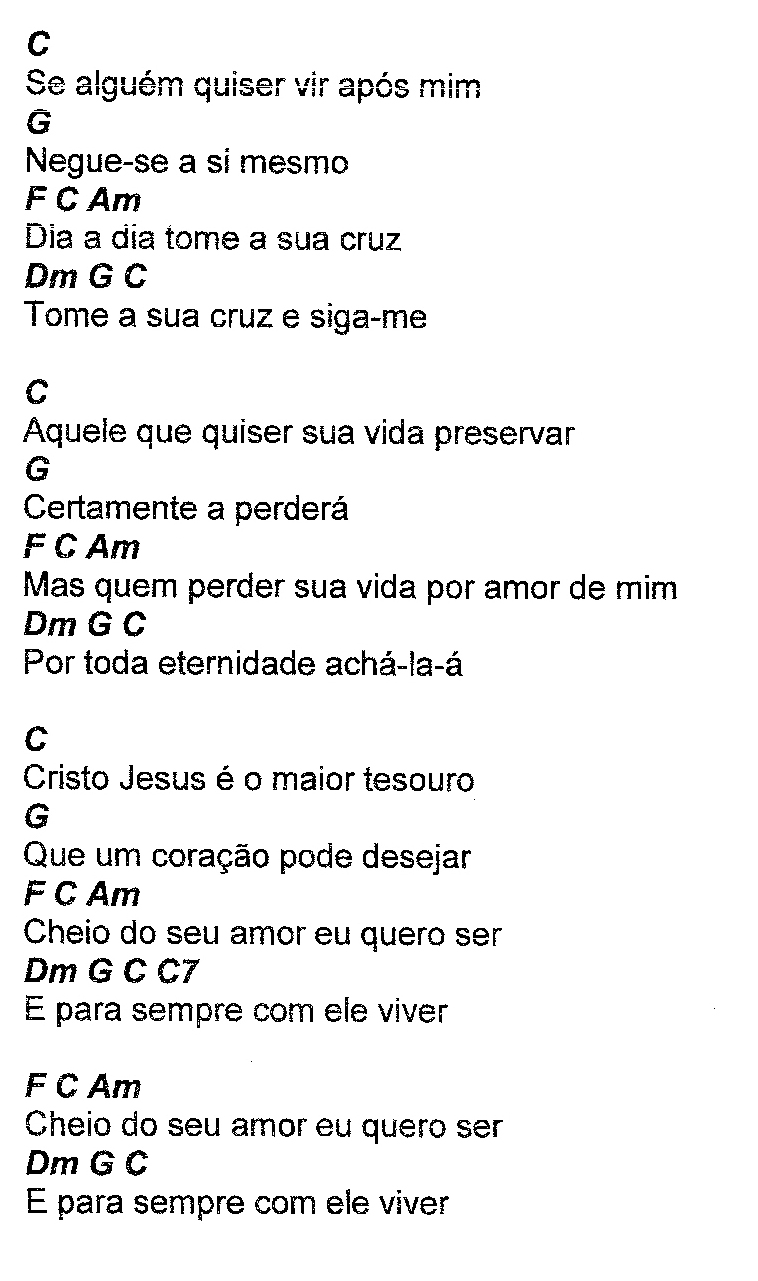 C
Se alguém quiser vir após mim
G
Negue-se a si mesmo
F C Am
Dia a dia tome a sua cruz
Dm G C
Tome a sua cruz e siga-me

C
Aquele que quiser sua vida preservar
G
Certamente a perderá
F C Am
Mas quem perder sua vida por amor de mim
Dm G C
Por toda eternidade achá-la-á

C
Cristo Jesus é o maior tesouro
G
Que um coração pode desejar
F C Am
Cheio do seu amor eu quero ser
Dm G C C7
E para sempre com ele viver

F C Am
Cheio do seu amor eu quero ser
Dm G C
E para sempre com ele viver